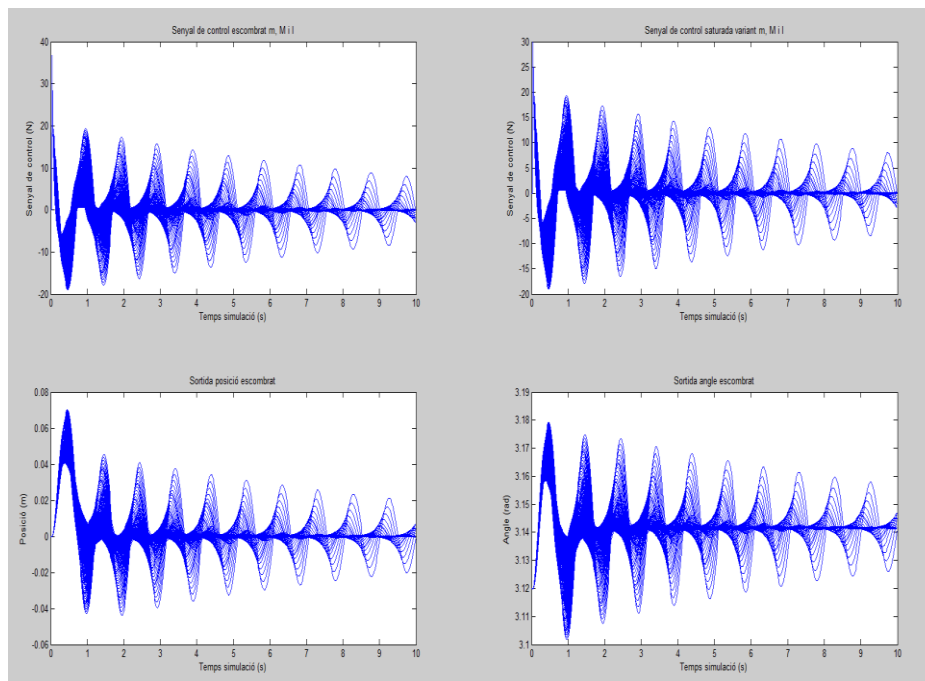 Senyal de control escombrat m, M i l
Senyal de control (N)
40
30
20
10
0
-10
-20
0 1 2 3 4 5 6 7 8 9 10
Temps simulació (s)
Senyal de control saturada variant m, M i l
Senyal de control (N)
30
25
20
15
10
5
0
-5
-10
-15
-20
0 1 2 3 4 5 6 7 8 9 10
Temps simulació (s)
Sortida posició escombrat
Posició (m)
0.08
0.06
0.04
0.02
0
-0.02
-0.04
-0.06
0 1 2 3 4 5 6 7 8 9 10
Temps simulació (s)
Sortida angle escombrat
Angle (rad)
3.19
3.18
3.17
3.16
3.15
3.14
3.13
3.12
3.11
3.1
0 1 2 3 4 5 6 7 8 9 10
Temps simulació (s)